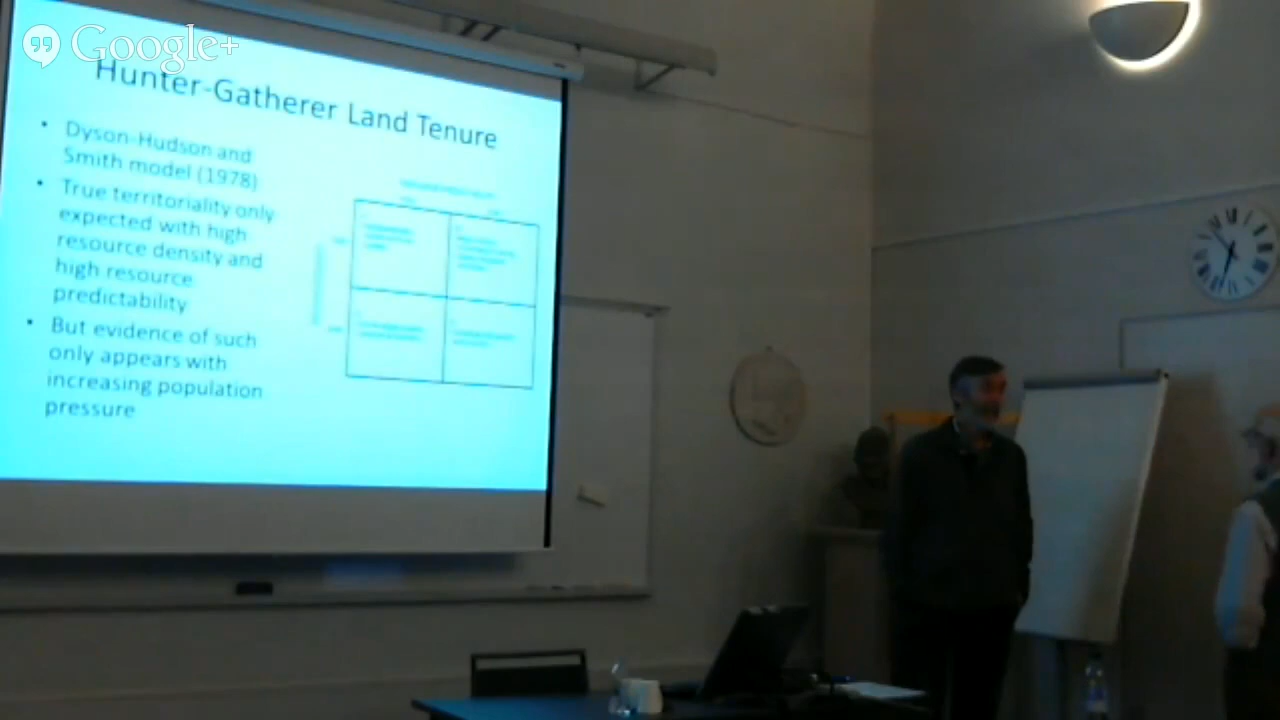 Google+
Hunter-Gatherer Land Tenure
• Dyson-Hudson and
Smith model (1978)
• True territoriality only
expected with high
resource density and
high resource
predictability
• But evidence of such
only appears with
increasing population
pressure